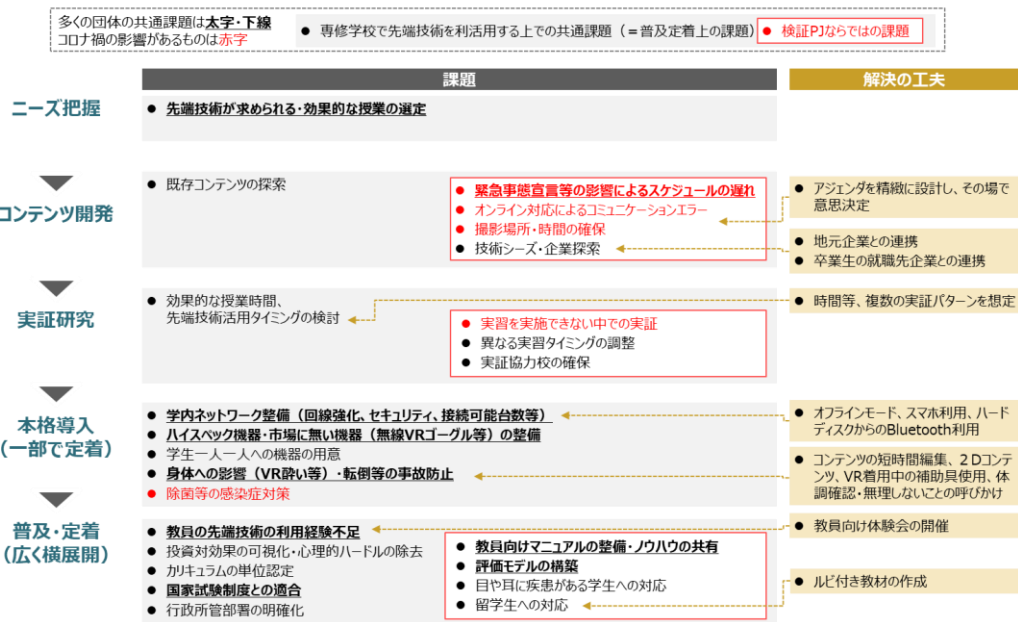 多くの団体の共通課題は太字・下線
コロナ禍の影響があるものは赤字
● 専修学校で先端技術を利活用する上での共通課題（＝普及定着上の課題）
● 検証PJならではの課題
課題
解決の工夫
ニーズ把握
● 先端技術が求められる・効果的な授業の選定
コンテンツ開発
● 既存コンテンツの探索
● 緊急事態宣言等の影響によるスケジュールの遅れ
● オンライン対応によるコミュニケーションエラー
● 撮影場所・時間の確保
● 技術シーズ・企業探索
● アジェンダを精緻に設計し、その場で
意思決定
● 地元企業との連携
● 卒業生の就職先企業との連携
実証研究
● 効果的な授業時間、
先端技術活用タイミングの検討
● 実習を実施できない中での実証
● 異なる実習タイミングの調整
● 実証協力校の確保
● 時間等、複数の実証パターンを想定
本格導入
（一部で定着）
● 学内ネットワーク整備（回線強化、セキュリティ、接続可能台数等）
● ハイスペック機器・市場に無い機器（無線VRゴーグル等）の整備
● 学生一人一人への機器の用意
● 身体への影響（VR酔い等）・転倒等の事故防止
● 除菌等の感染症対策
● オフラインモード、スマホ利用、ハード
ディスクからのBluetooth利用
● コンテンツの短時間編集、２Dコンテ
ンツ、VR着用中の補助具使用、体
調確認・無理しないことの呼びかけ
普及・定着
（広く横展開）
● 教員の先端技術の利用経験不足
● 投資対効果の可視化・心理的ハードルの除去
● カリキュラムの単位認定
● 国家試験制度との適合
● 行政所管部署の明確化
● 教員向けマニュアルの整備・ノウハウの共有
● 評価モデルの構築
● 目や耳に疾患がある学生への対応
● 留学生への対応
● 教員向け体験会の開催
● ルビ付き教材の作成